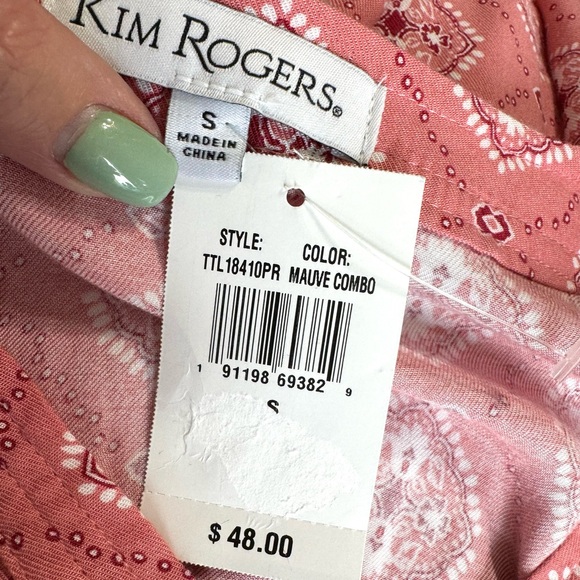 KIM ROGERS®
S
MADE IN
CHINA
STYLE: COLOR:
TTL18410PR MAUVE COMBO
1 91198 69382 9
S
$ 48.00